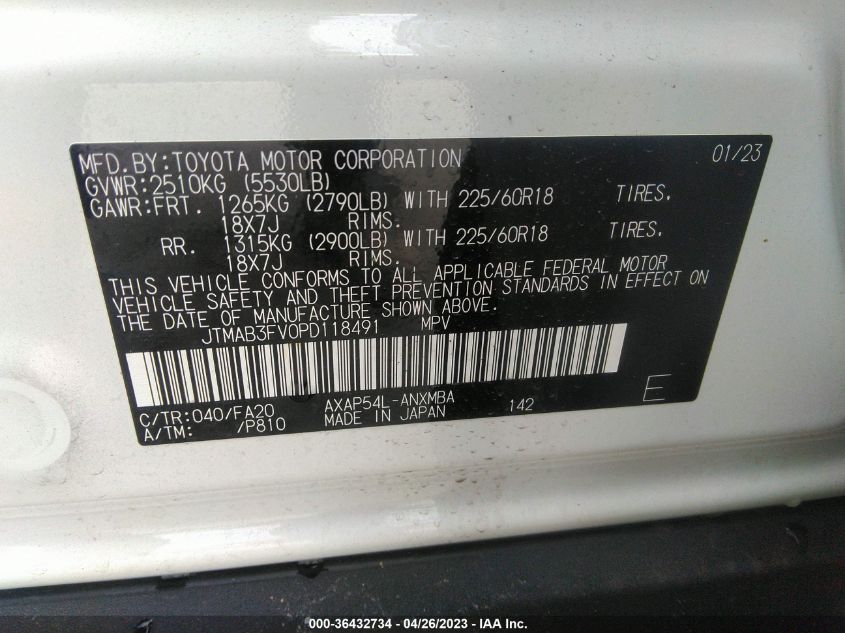 MFD.BY:TOYOTA MOTOR CORPORATION 01/23
GVWR:2510KG (5530LB)
GAWR:FRT. 1265KG (2790LB) WITH 225/60R18 TIRES.
18X7J RIMS.
RR. 1315KG (2900LB) WITH 225/60R18 TIRES.
18X7J RIMS.
THIS VEHICLE CONFORMS TO ALL APPLICABLE FEDERAL MOTOR
VEHICLE SAFETY AND THEFT PREVENTION STANDARDS IN EFFECT ON
THE DATE OF MANUFACTURE SHOWN ABOVE.
JTMAB3FV0PD118491 MPV
C/TR:040/FA20 AXAP54L-ANXMBA 142 E
A/TM: /P810 MADE IN JAPAN
000-36432734 - 04/26/2023 - IAA Inc.